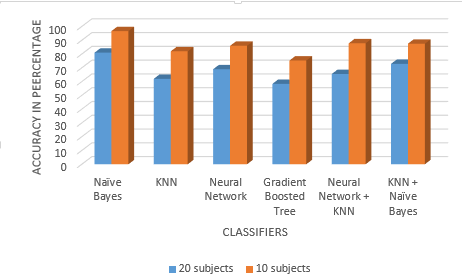 ACCURACY IN PEERCENTAGE
100
90
80
70
60
50
40
30
20
10
0
Naïve
Bayes
KNN
Neural
Network
Gradient
Boosted
Tree
Neural
Network +
KNN
KNN +
Naïve
Bayes
CLASSIFIERS
20 subjects
10 subjects